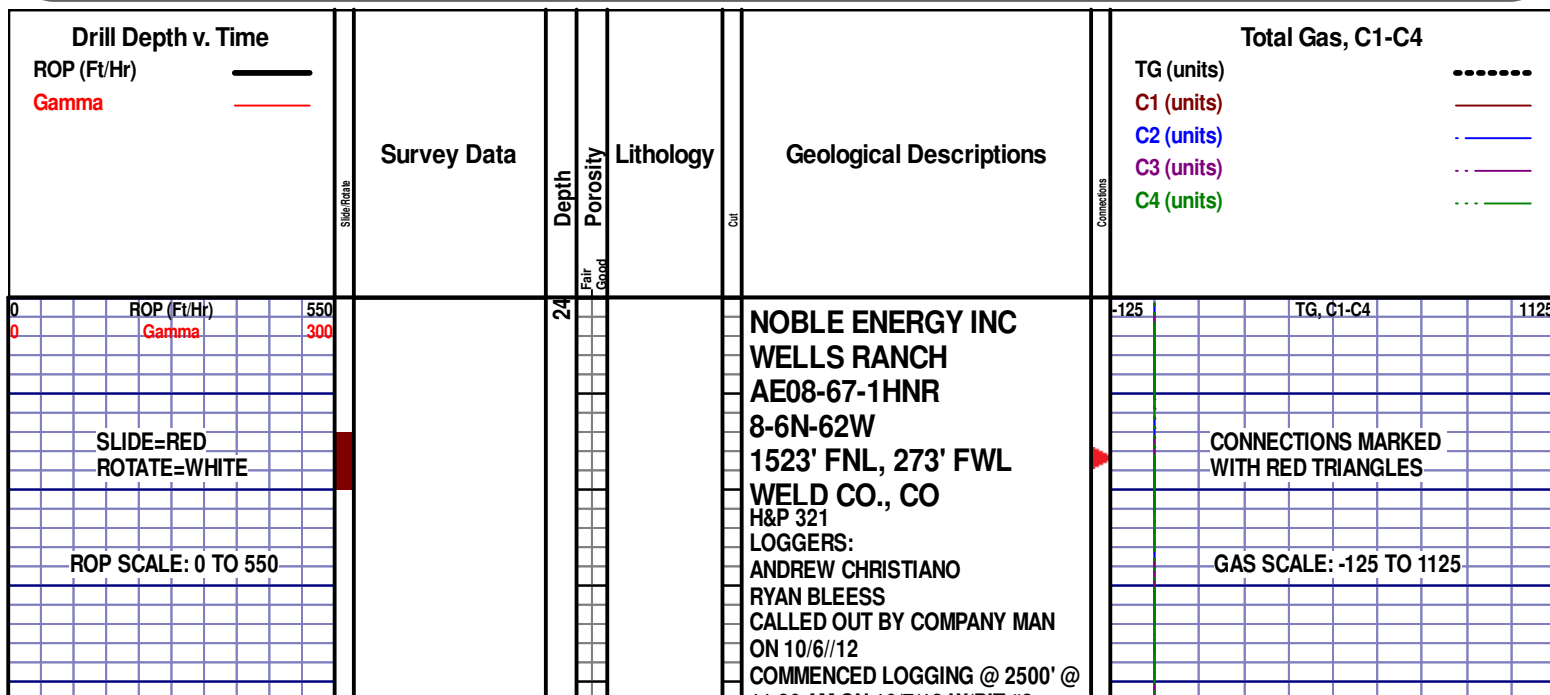 Drill Depth v. Time
ROP (Ft/Hr)
Gamma
Slide/Rotate
Survey Data
Depth
Porosity
Fair
Good
Lithology
Cut
Geological Descriptions
Connections
Total Gas, C1-C4
TG (units)
C1 (units)
C2 (units)
C3 (units)
C4 (units)
0 ROP (Ft/Hr) 550
0 Gamma 300
SLIDE=RED
ROTATE=WHITE
ROP SCALE: 0 TO 550
24
NOBLE ENERGY INC
WELLS RANCH
AE08-67-1HNR
8-6N-62W
1523' FNL, 273' FWL
WELD CO., CO
H&P 321
LOGGERS:
ANDREW CHRISTIANO
RYAN BLEESS
CALLED OUT BY COMPANY MAN
ON 10/6//12
COMMENCED LOGGING @ 2500' @
-125 TG, C1-C4 1125
CONNECTIONS MARKED
WITH RED TRIANGLES
GAS SCALE: -125 TO 1125